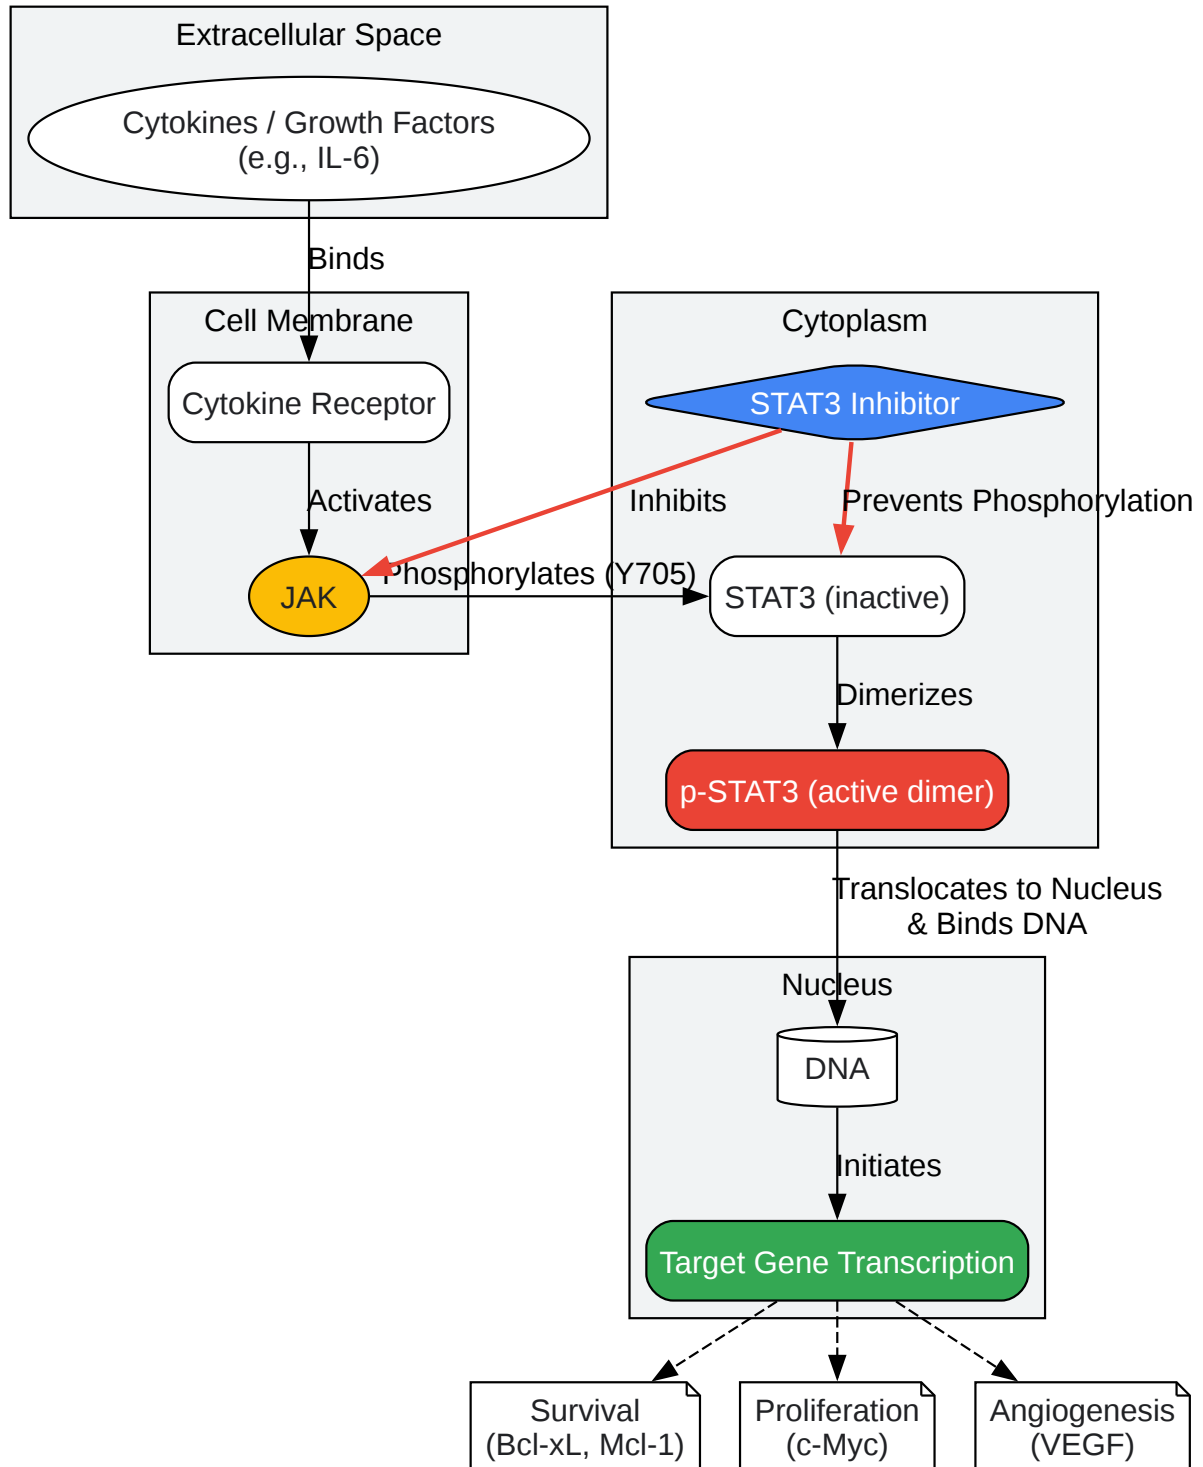 Extracellular Space
Cytokines / Growth Factors
(e.g., IL-6)
Binds
Cell Membrane
Cytoplasm
Cytokine Receptor
STAT3 Inhibitor
Activates
Inhibits
Prevents Phosphorylation
Phosphorylates (Y705)
JAK
STAT3 (inactive)
Dimerizes
p-STAT3 (active dimer)
Translocates to Nucleus
& Binds DNA
Nucleus
DNA
Initiates
Target Gene Transcription
Survival
(Bcl-xL, Mcl-1)
Proliferation
(c-Myc)
Angiogenesis
(VEGF)